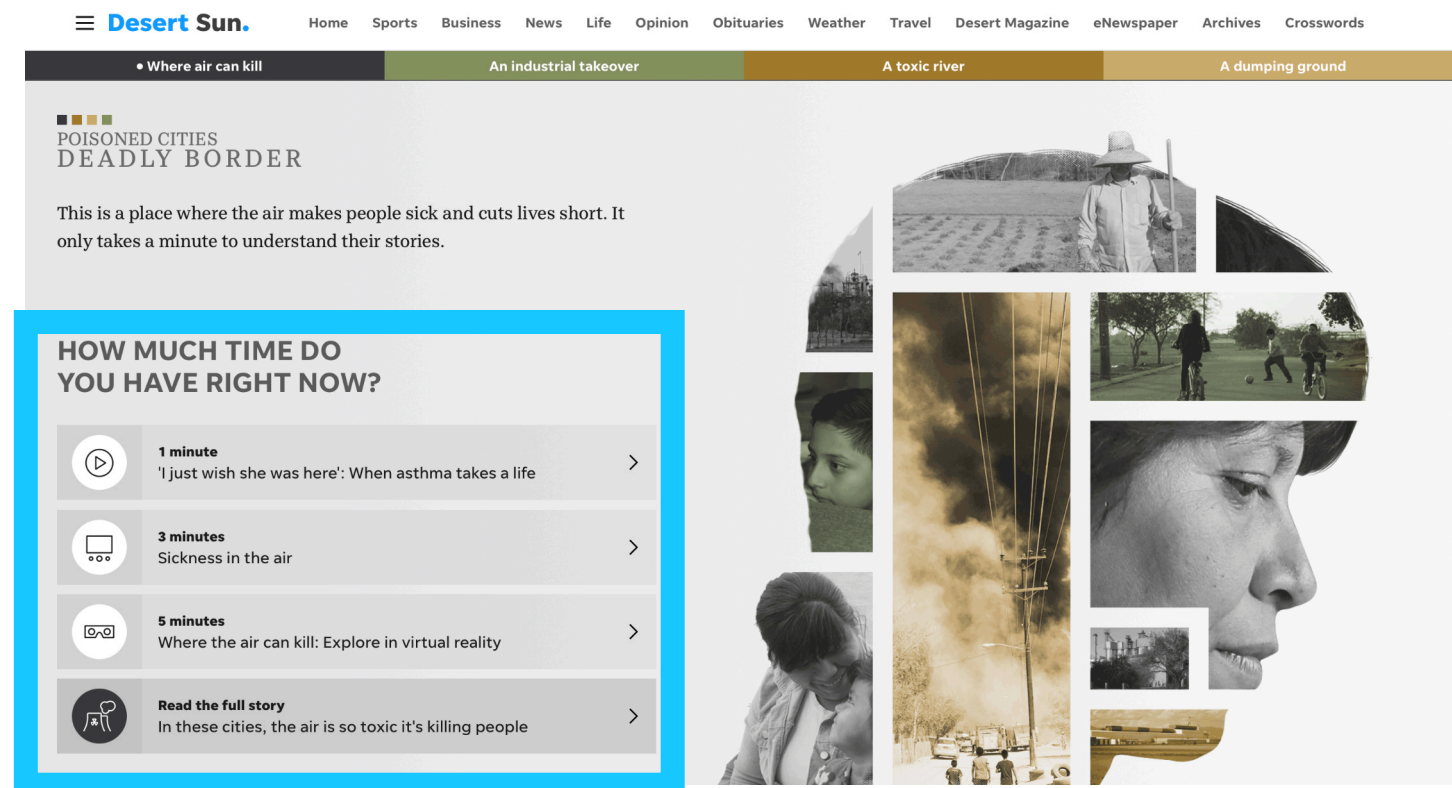 Desert Sun.
Home Sports Business News Life Opinion Obituaries Weather Travel Desert Magazine eNewspaper Archives Crosswords
• Where air can kill An industrial takeover A toxic river A dumping ground
POISONED CITIES
DEADLY BORDER
This is a place where the air makes people sick and cuts lives short. It
only takes a minute to understand their stories.
HOW MUCH TIME DO
YOU HAVE RIGHT NOW?
1 minute
'I just wish she was here': When asthma takes a life
3 minutes
Sickness in the air
5 minutes
Where the air can kill: Explore in virtual reality
Read the full story
In these cities, the air is so toxic it's killing people